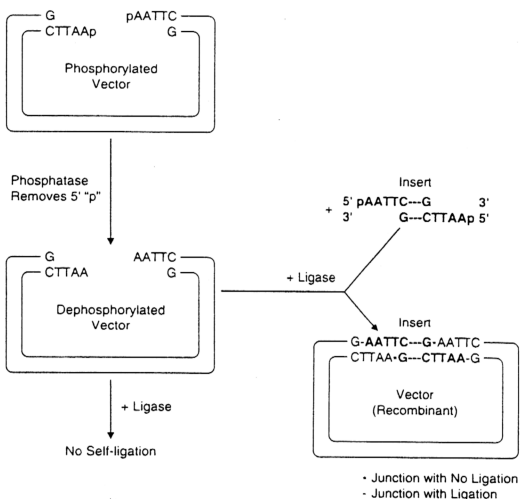 G pAATTC
CTTAAp G
Phosphorylated
Vector
Phosphatase
Removes 5' "p"
Insert
+ 5' pAATTC---G 3'
3' G---CTTAAp 5'
G AATTC
CTTAA G
+ Ligase
Dephosphorylated
Vector
Insert
G-AATTC---G•AATTC
CTTAA•G---CTTAA-G
Vector
(Recombinant)
+ Ligase
No Self-ligation
• Junction with No Ligation
- Junction with Ligation